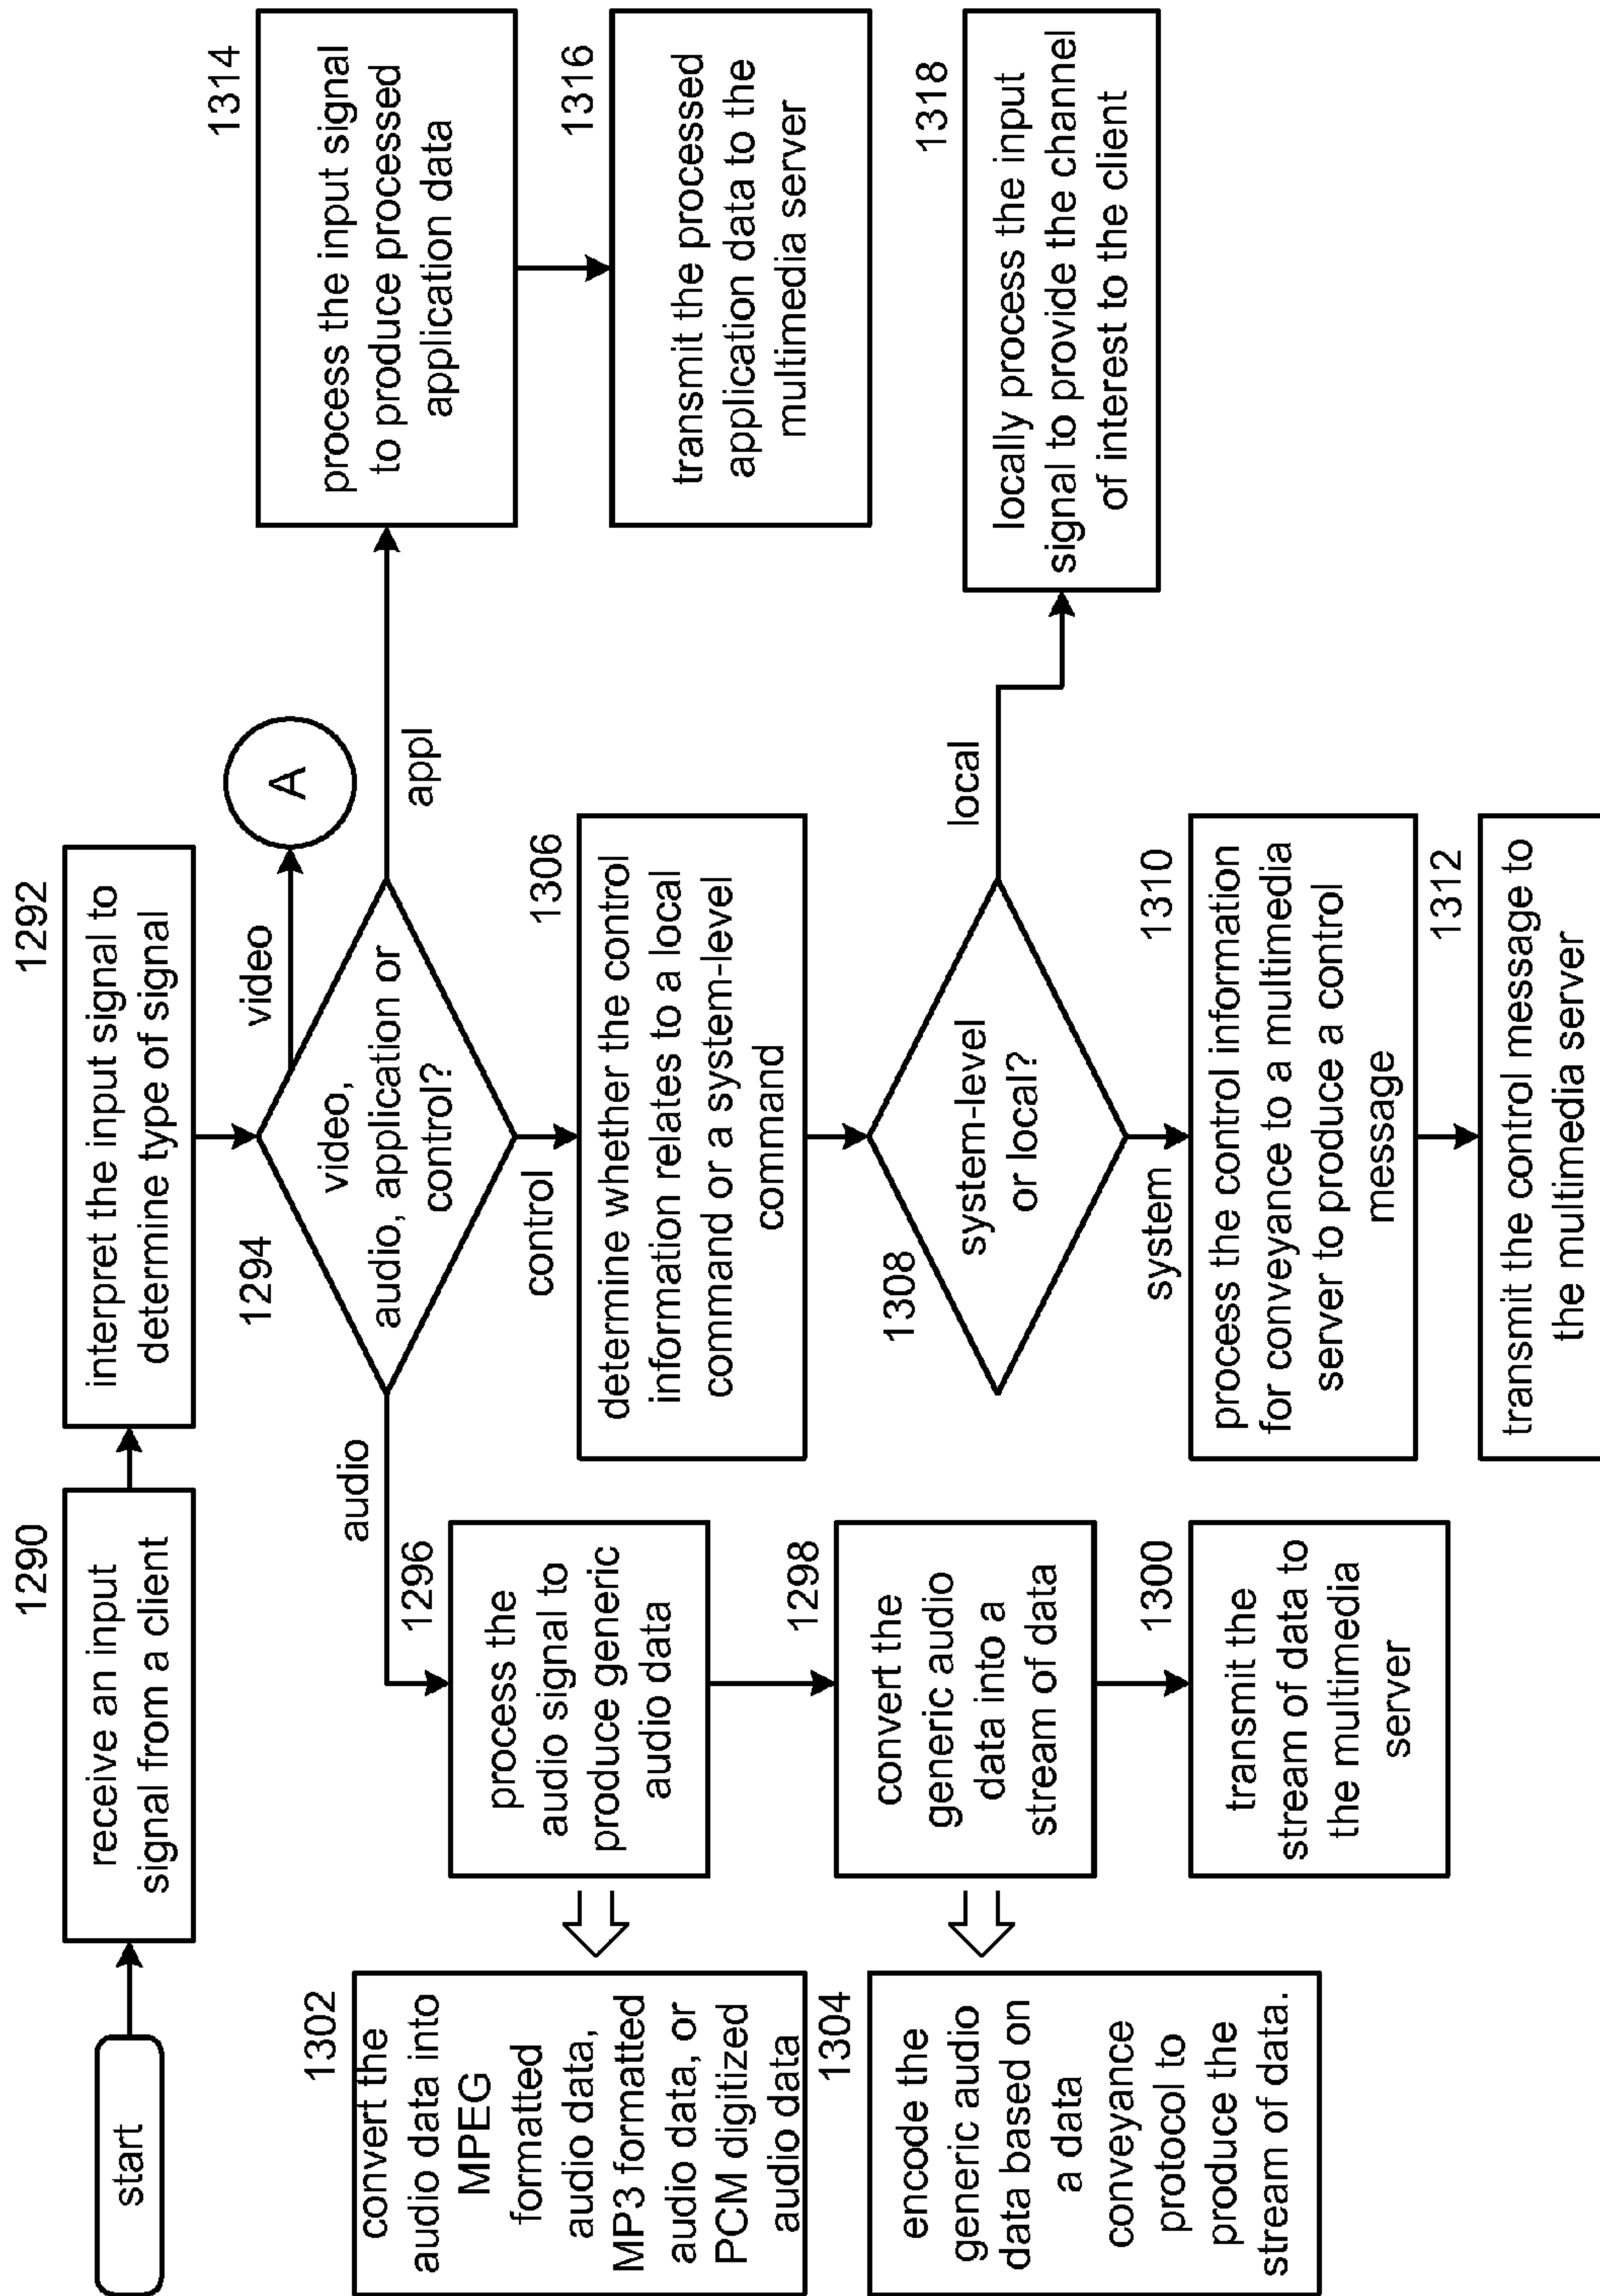 start
1290
receive an input
signal from a client
1292
interpret the input signal to
determine type of signal
1294
video,
audio, application or
control?
video
A
audio
appl
control
1296
process the
audio signal to
produce generic
audio data
1298
convert the
generic audio
data into a
stream of data
1300
transmit the
stream of data to
the multimedia
server
1302
convert the
audio data into
MPEG
formatted
audio data,
MP3 formatted
audio data, or
PCM digitized
audio data
1304
encode the
generic audio
data based on
a data
conveyance
protocol to
produce the
stream of data.
1306
determine whether the control
information relates to a local
command or a system-level
command
1308
system-level
or local?
local
system
1310
process the control information
for conveyance to a multimedia
server to produce a control
message
1312
transmit the control message to
the multimedia server
1314
process the input signal
to produce processed
application data
1316
transmit the processed
application data to the
multimedia server
1318
locally process the input
signal to provide the channel
of interest to the client